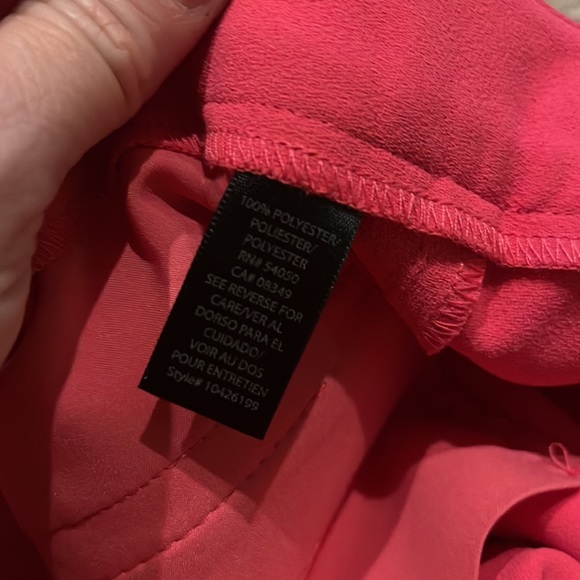 100% POLYESTER/
POLIESTER/
POLYESTER
RN# 54050
CA# 08349
SEE REVERSE FOR
CARE/VER AL
DORSO PARA EL
CUIDADO/
VOIR AU DOS
POUR ENTRETIEN
Style# 10426199